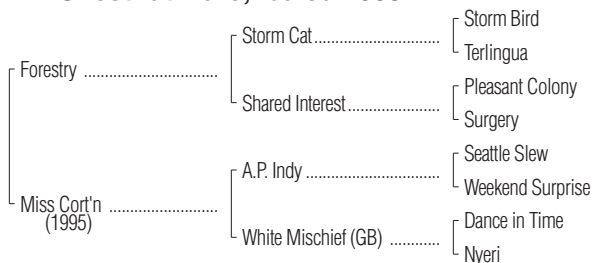 Storm Bird
Storm Cat ........................
Terlingua
Forestry ..............................
Pleasant Colony
Shared Interest .....................
Surgery
Seattle Slew
A.P. Indy ..............................
Weekend Surprise
Miss Cort'n ........................
(1995)
Dance in Time
White Mischief (GB) ............
Nyeri